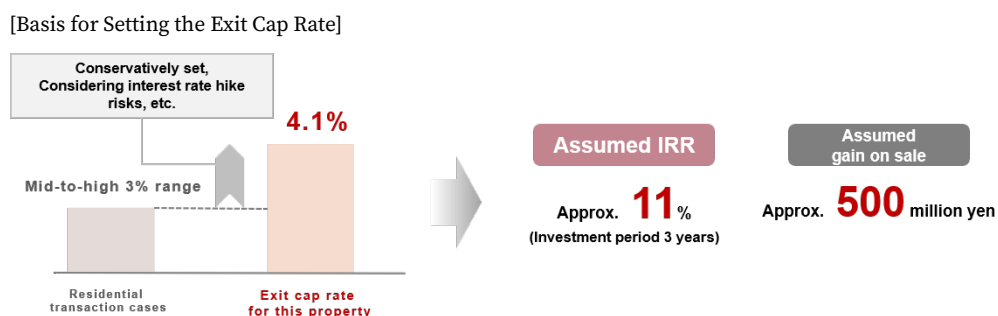 [Basis for Setting the Exit Cap Rate]
Conservatively set,
Considering interest rate hike
risks, etc.
4.1%
Mid-to-high 3% range
Residential
transaction cases
Exit cap rate
for this property
Assumed IRR
Approx. 11%
(Investment period 3 years)
Assumed
gain on sale
Approx. 500 million yen